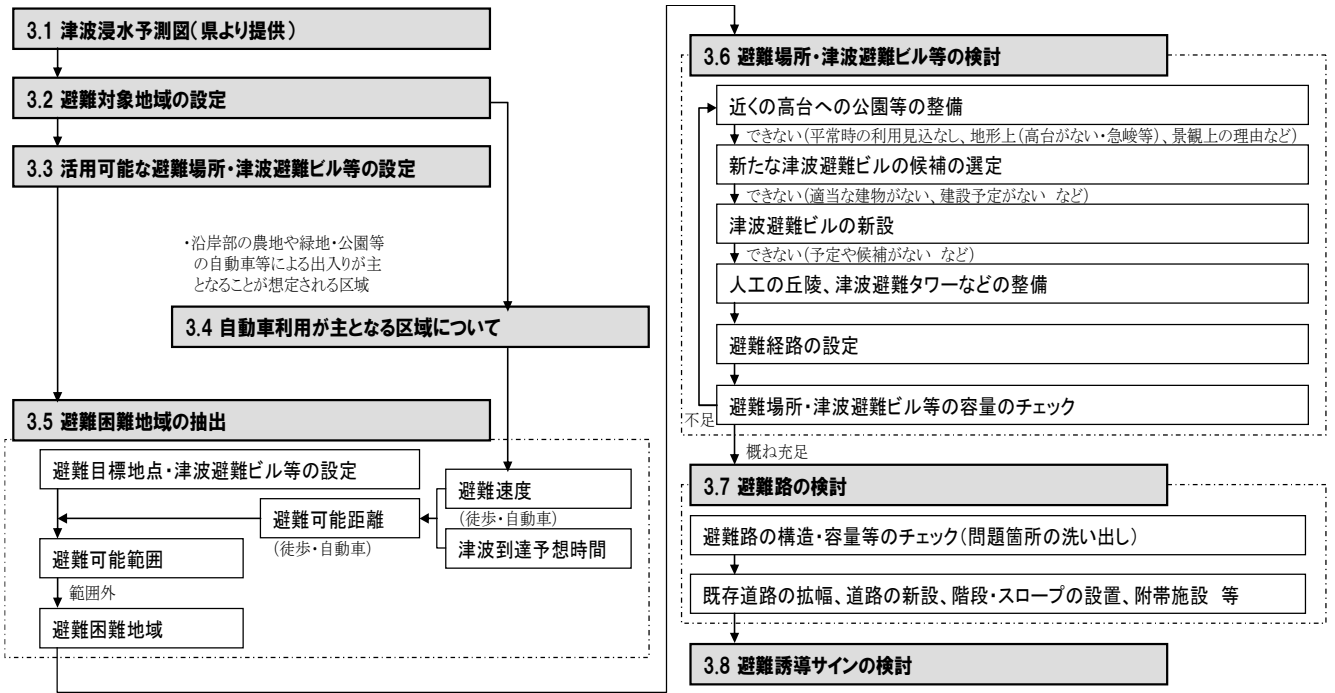 3.1 津波浸水予測図(県より提供)
3.2 避難対象地域の設定
3.3 活用可能な避難場所・津波避難ビル等の設定
・沿岸部の農地や緑地・公園等
の自動車等による出入りが主
となることが想定される区域
3.4 自動車利用が主となる区域について
3.5 避難困難地域の抽出
避難目標地点・津波避難ビル等の設定
避難速度
(徒歩・自動車)
避難可能距離
(徒歩・自動車)
津波到達予想時間
避難可能範囲
範囲外
避難困難地域
3.6 避難場所・津波避難ビル等の検討
近くの高台への公園等の整備
できない(平常時の利用見込なし、地形上(高台がない・急峻等)、景観上の理由など)
新たな津波避難ビルの候補の選定
できない(適当な建物がない、建設予定がない など)
津波避難ビルの新設
できない(予定や候補がない など)
人工の丘陵、津波避難タワーなどの整備
避難経路の設定
避難場所・津波避難ビル等の容量のチェック
不足
概ね充足
3.7 避難路の検討
避難路の構造・容量等のチェック(問題箇所の洗い出し)
既存道路の拡幅、道路の新設、階段・スロープの設置、附帯施設 等
3.8 避難誘導サインの検討